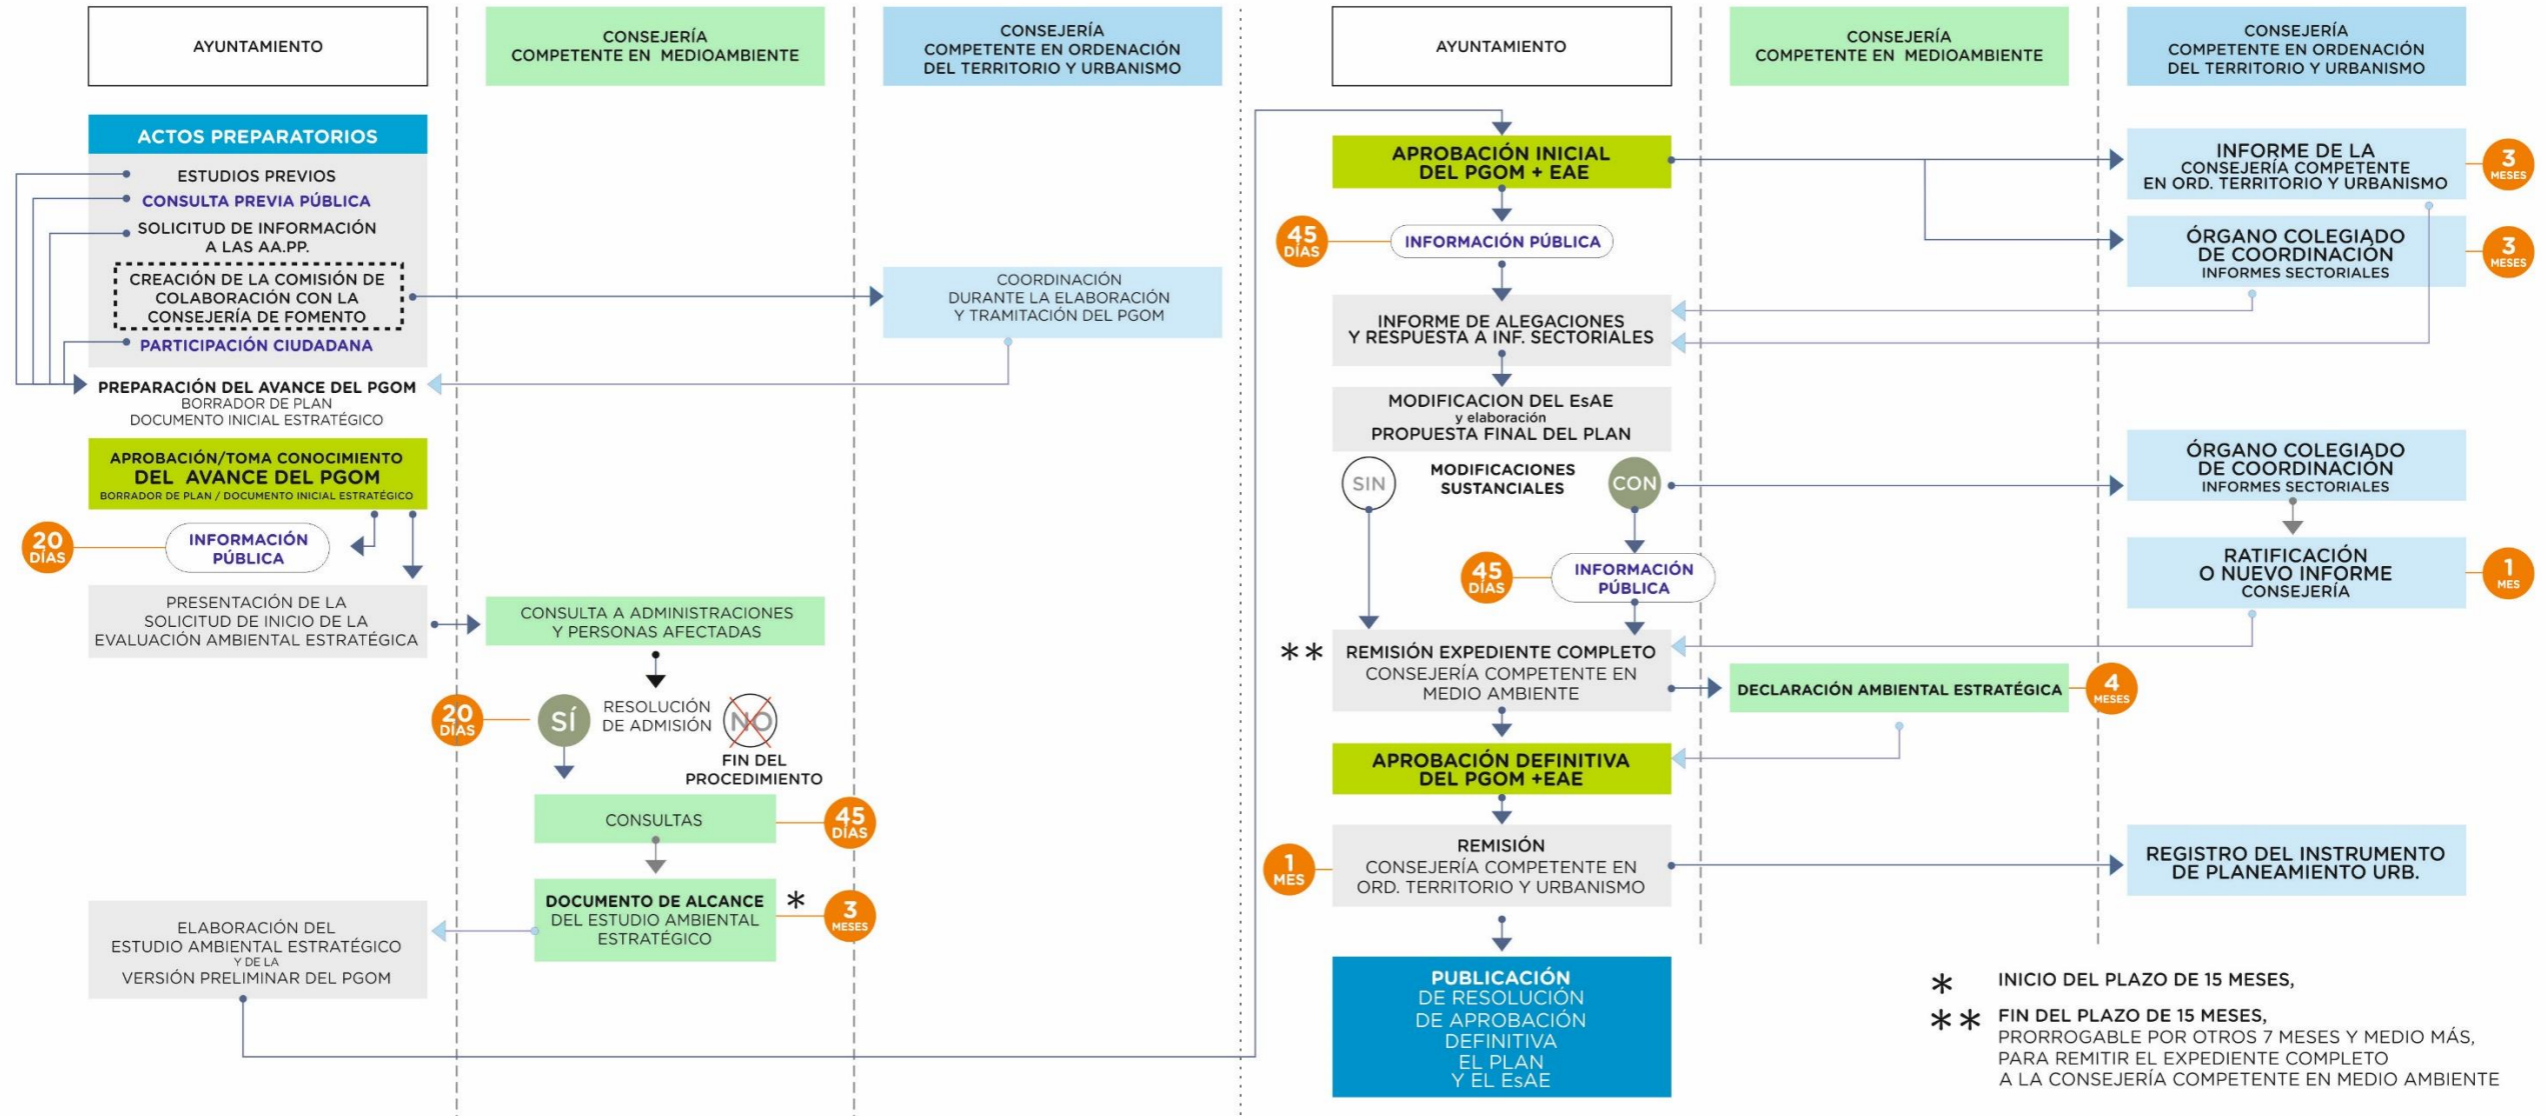 AYUNTAMIENTO
CONSEJERÍA
COMPETENTE EN MEDIOAMBIENTE
CONSEJERÍA
COMPETENTE EN ORDENACIÓN
DEL TERRITORIO Y URBANISMO
ACTOS PREPARATORIOS
ESTUDIOS PREVIOS
CONSULTA PREVIA PÚBLICA
SOLICITUD DE INFORMACIÓN
A LAS AA.PP.
CREACIÓN DE LA COMISIÓN DE
COLABORACIÓN CON LA
CONSEJERÍA DE FOMENTO
PARTICIPACIÓN CIUDADANA
COORDINACIÓN
DURANTE LA ELABORACIÓN
Y TRAMITACIÓN DEL PGOM
PREPARACIÓN DEL AVANCE DEL PGOM
BORRADOR DE PLAN
DOCUMENTO INICIAL ESTRATÉGICO
APROBACIÓN/TOMA CONOCIMIENTO
DEL AVANCE DEL PGOM
BORRADOR DE PLAN / DOCUMENTO INICIAL ESTRATÉGICO
20
DÍAS
INFORMACIÓN
PÚBLICA
PRESENTACIÓN DE LA
SOLICITUD DE INICIO DE LA
EVALUACIÓN AMBIENTAL ESTRATÉGICA
CONSULTA A ADMINISTRACIONES
Y PERSONAS AFECTADAS
20
DÍAS
SÍ
RESOLUCIÓN
DE ADMISIÓN
NO
FIN DEL
PROCEDIMIENTO
CONSULTAS
45
DÍAS
DOCUMENTO DE ALCANCE
DEL ESTUDIO AMBIENTAL
ESTRATÉGICO
*
3
MESES
ELABORACIÓN DEL
ESTUDIO AMBIENTAL ESTRATÉGICO
Y DE LA
VERSIÓN PRELIMINAR DEL PGOM
AYUNTAMIENTO
CONSEJERÍA
COMPETENTE EN MEDIOAMBIENTE
CONSEJERÍA
COMPETENTE EN ORDENACIÓN
DEL TERRITORIO Y URBANISMO
APROBACIÓN INICIAL
DEL PGOM + EAE
INFORME DE LA
CONSEJERÍA COMPETENTE
EN ORD. TERRITORIO Y URBANISMO
3
MESES
45
DÍAS
INFORMACIÓN PÚBLICA
ÓRGANO COLEGIADO
DE COORDINACIÓN
INFORMES SECTORIALES
3
MESES
INFORME DE ALEGACIONES
Y RESPUESTA A INF. SECTORIALES
MODIFICACION DEL EsAE
y elaboración
PROPUESTA FINAL DEL PLAN
SIN
MODIFICACIONES
SUSTANCIALES
CON
ÓRGANO COLEGIADO
DE COORDINACIÓN
INFORMES SECTORIALES
45
DÍAS
INFORMACIÓN
PÚBLICA
RATIFICACIÓN
O NUEVO INFORME
CONSEJERÍA
1
MES
**
REMISIÓN EXPEDIENTE COMPLETO
CONSEJERÍA COMPETENTE EN
MEDIO AMBIENTE
DECLARACIÓN AMBIENTAL ESTRATÉGICA
4
MESES
APROBACIÓN DEFINITIVA
DEL PGOM +EAE
1
MES
REMISIÓN
CONSEJERÍA COMPETENTE EN
ORD. TERRITORIO Y URBANISMO
REGISTRO DEL INSTRUMENTO
DE PLANEAMIENTO URB.
PUBLICACIÓN
DE RESOLUCIÓN
DE APROBACIÓN
DEFINITIVA
EL PLAN
Y EL EsAE
* INICIO DEL PLAZO DE 15 MESES,
** FIN DEL PLAZO DE 15 MESES,
PRORROGABLE POR OTROS 7 MESES Y MEDIO MÁS,
PARA REMITIR EL EXPEDIENTE COMPLETO
A LA CONSEJERÍA COMPETENTE EN MEDIO AMBIENTE